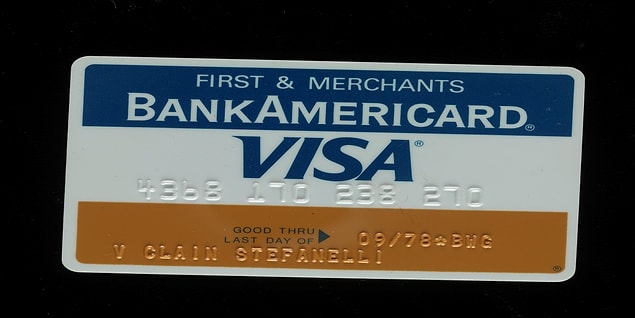 FIRST & MERCHANTS
BANKAMERICARD®
VISA®
4368 170 238 270
GOOD THRU
LAST DAY OF ▶ 09/78*BWG
V CLAIN STEFANELLI
®